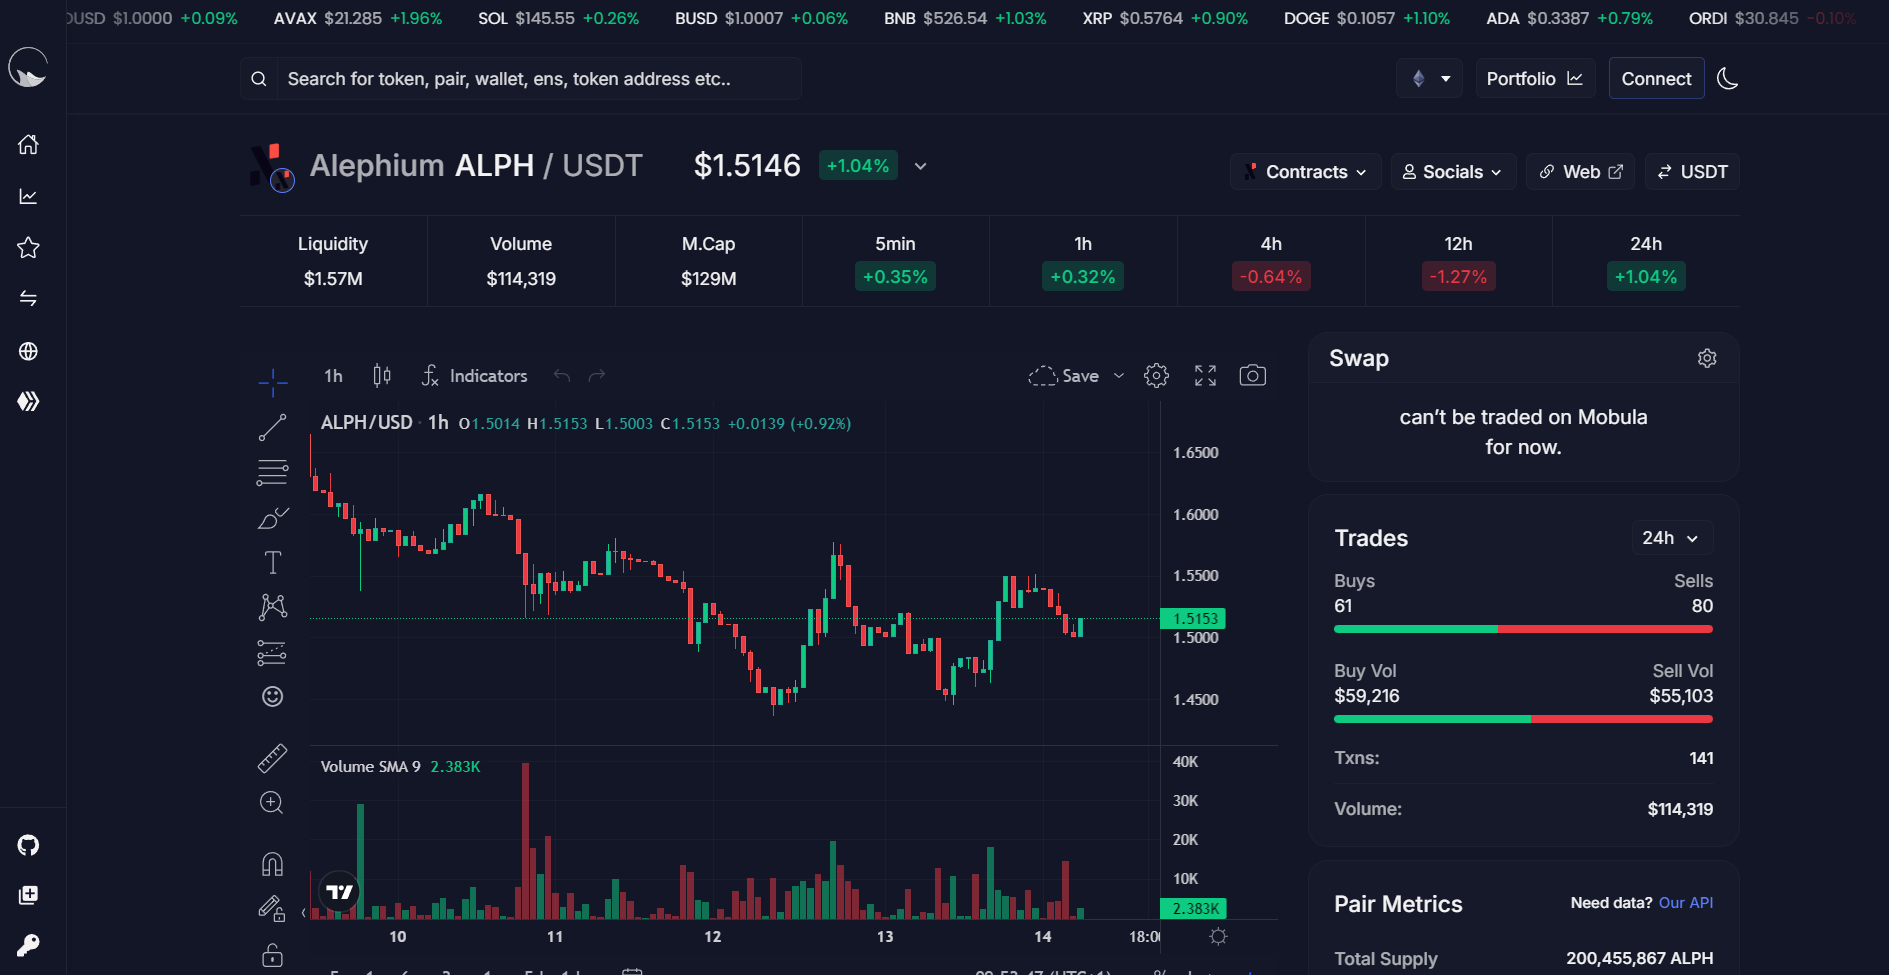 DUSD $1.0000 +0.09% AVAX $21.285 +1.96% SOL $145.55 +0.26% BUSD $1.0007 +0.06% BNB $526.54 +1.03% XRP $0.5764 +0.90% DOGE $0.1057 +1.10% ADA $0.3387 +0.79% ORDI $30.845 -0.10%
Search for token, pair, wallet, ens, token address etc..
Portfolio
Connect
Alephium ALPH / USDT $1.5146 +1.04%
Contracts Socials Web USDT
Liquidity Volume M.Cap 5min 1h 4h 12h 24h
$1.57M $114,319 $129M +0.35% +0.32% -0.64% -1.27% +1.04%
1h Indicators Save
ALPH/USD · 1h O1.5014 H1.5153 L1.5003 C1.5153 +0.0139 (+0.92%)
1.6500
1.6000
1.5500
1.5153
1.5000
1.4500
Volume SMA 9 2.383K
40K
30K
20K
10K
2.383K
10 11 12 13 14 18:0
Swap
can't be traded on Mobula
for now.
Trades 24h
Buys Sells
61 80
Buy Vol Sell Vol
$59,216 $55,103
Txns: 141
Volume: $114,319
Pair Metrics Need data? Our API
Total Supply 200,455,867 ALPH